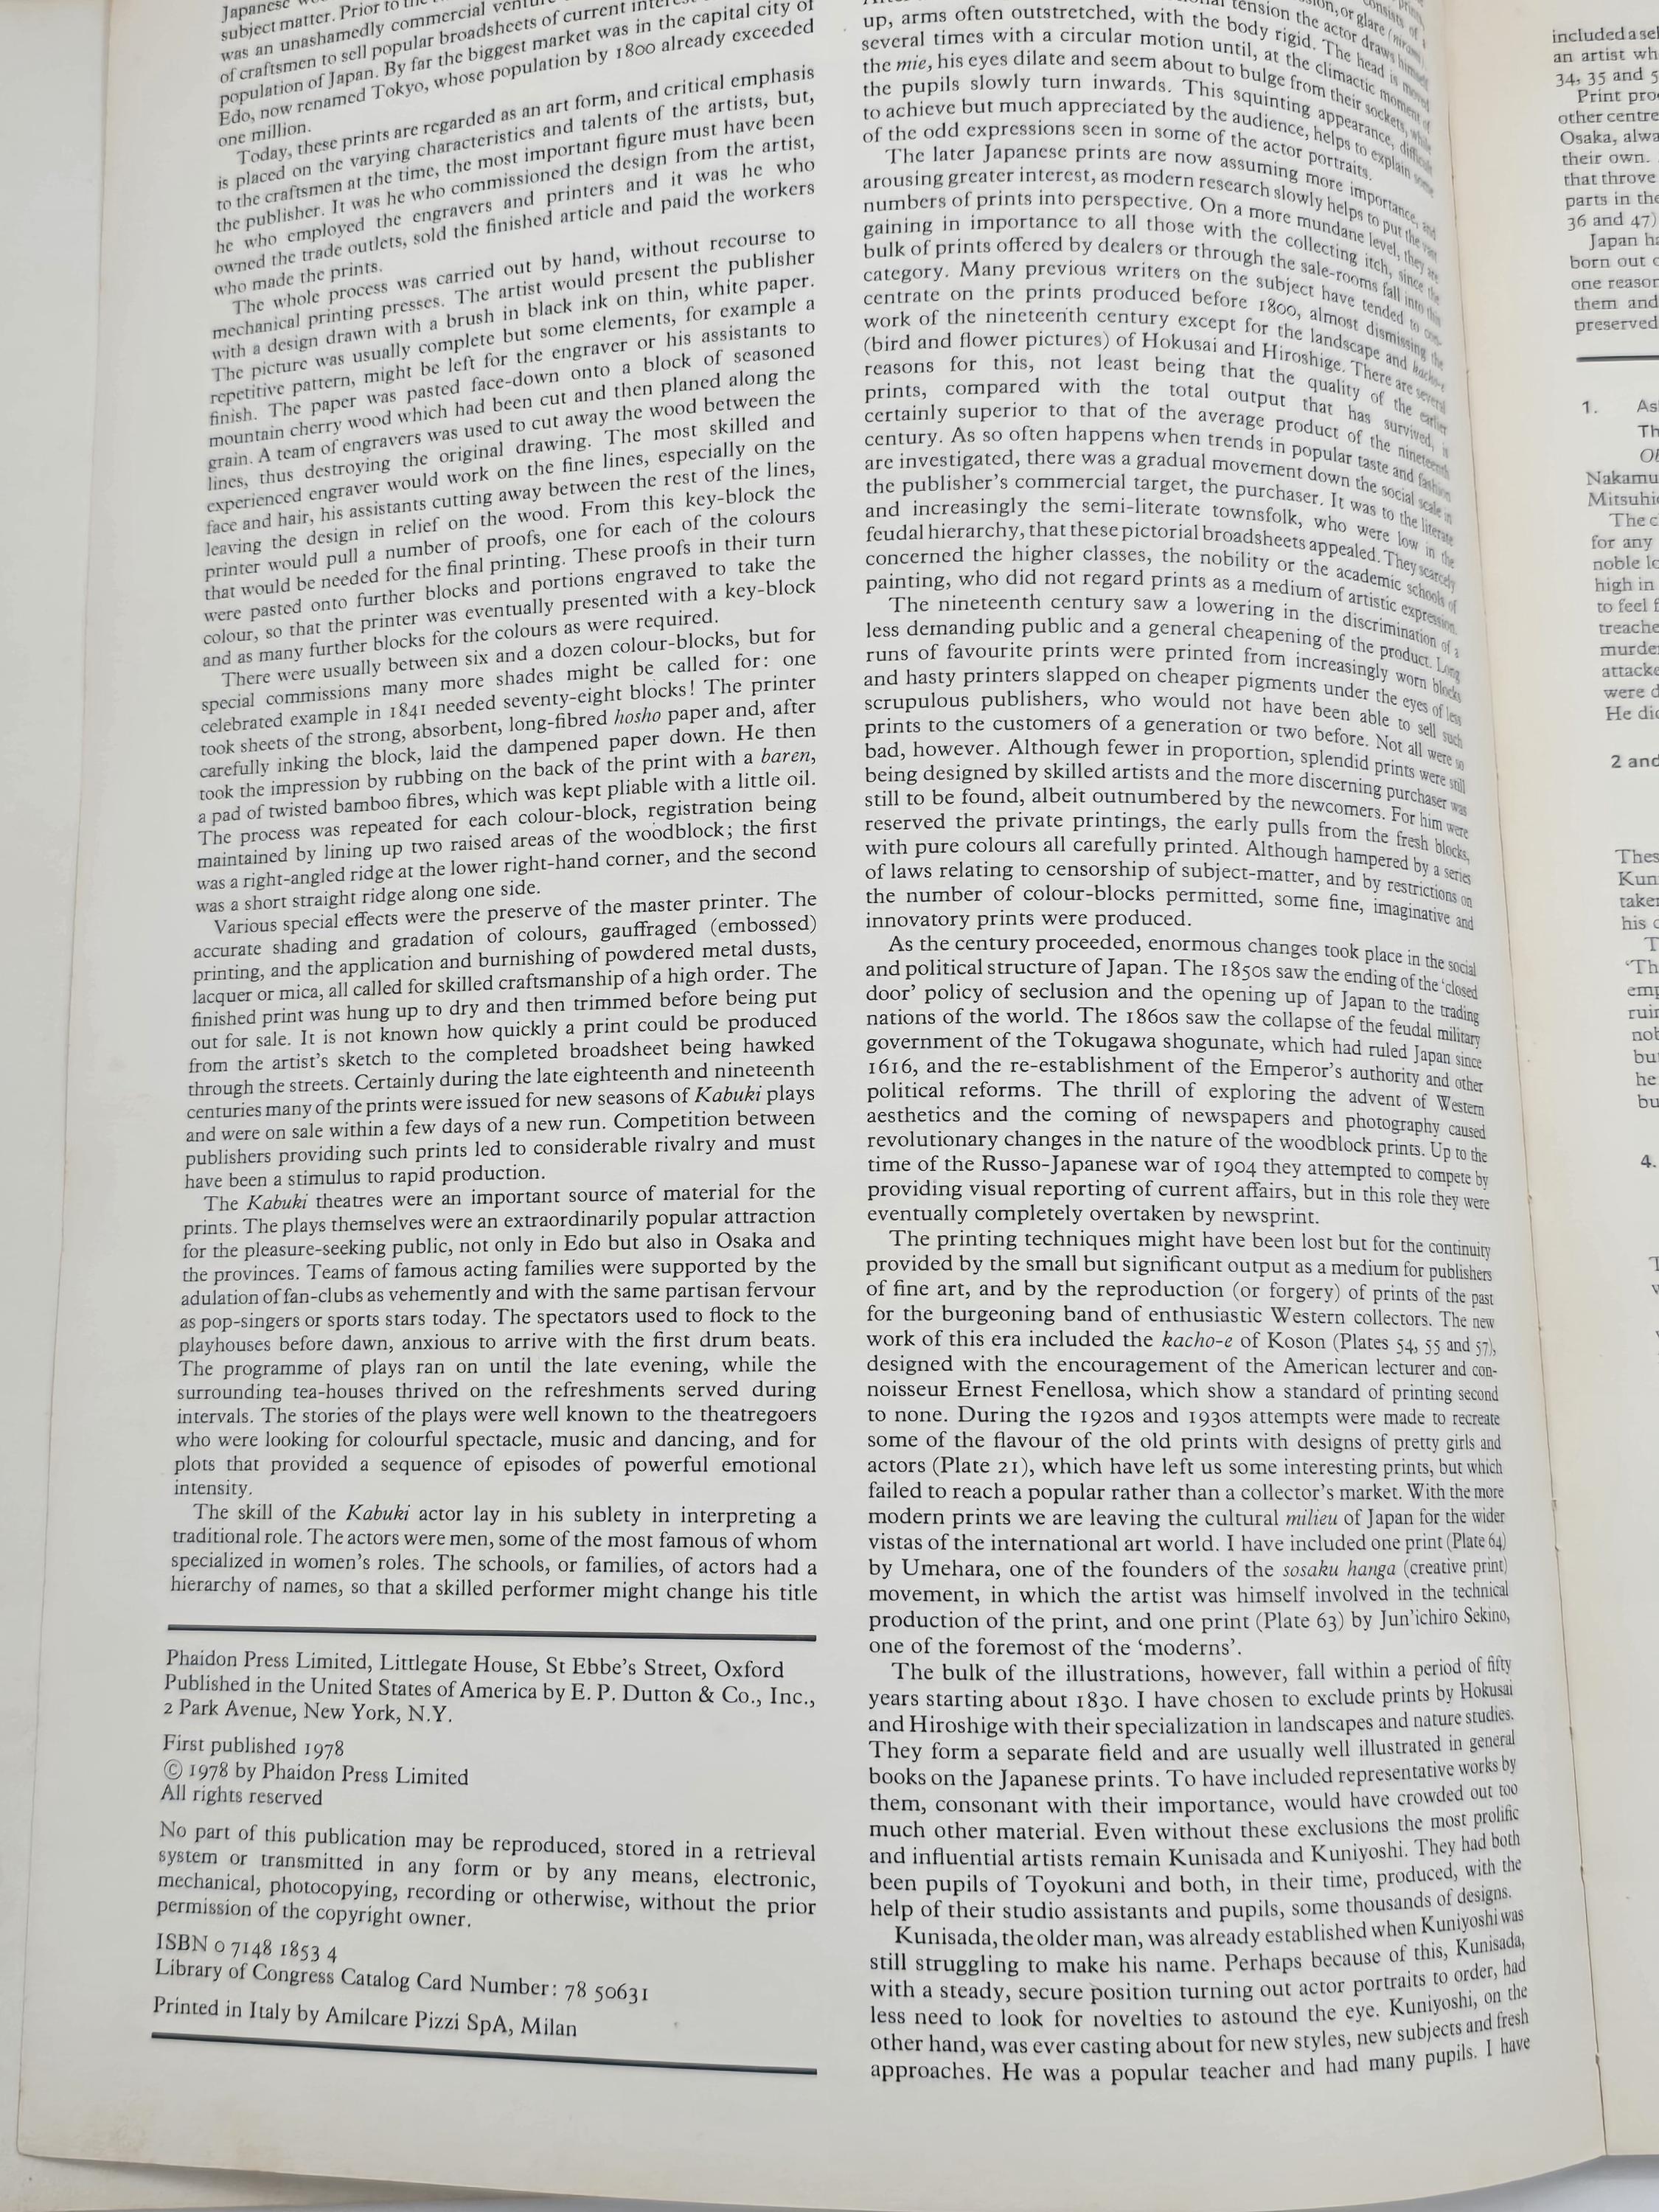 Japanese
subject matter. Prior to the
was an unashamedly commercial venture
of craftsmen to sell popular broadsheets of current interest
population of Japan. By far the biggest market was in the capital city of
Edo, now renamed Tokyo, whose population by 1800 already exceeded
one million.
Today, these prints are regarded as an art form, and critical emphasis
is placed on the varying characteristics and talents of the artists, but,
to the craftsmen at the time, the most important figure must have been
the publisher. It was he who commissioned the design from the artist,
he who employed the engravers and printers and it was he who
owned the trade outlets, sold the finished article and paid the workers
who made the prints.
The whole process was carried out by hand, without recourse to
mechanical printing presses. The artist would present the publisher
with a design drawn with a brush in black ink on thin, white paper.
The picture was usually complete but some elements, for example a
repetitive pattern, might be left for the engraver or his assistants to
finish. The paper was pasted face-down onto a block of seasoned
mountain cherry wood which had been cut and then planed along the
grain. A team of engravers was used to cut away the wood between the
lines, thus destroying the original drawing. The most skilled and
experienced engraver would work on the fine lines, especially on the
face and hair, his assistants cutting away between the rest of the lines,
leaving the design in relief on the wood. From this key-block the
printer would pull a number of proofs, one for each of the colours
that would be needed for the final printing. These proofs in their turn
were pasted onto further blocks and portions engraved to take the
colour, so that the printer was eventually presented with a key-block
and as many further blocks for the colours as were required.
There were usually between six and a dozen colour-blocks, but for
special commissions many more shades might be called for: one
celebrated example in 1841 needed seventy-eight blocks! The printer
took sheets of the strong, absorbent, long-fibred hosho paper and, after
carefully inking the block, laid the dampened paper down. He then
took the impression by rubbing on the back of the print with a baren,
a pad of twisted bamboo fibres, which was kept pliable with a little oil.
The process was repeated for each colour-block, registration being
maintained by lining up two raised areas of the woodblock; the first
was a right-angled ridge at the lower right-hand corner, and the second
was a short straight ridge along one side.
Various special effects were the preserve of the master printer. The
accurate shading and gradation of colours, gauffraged (embossed)
printing, and the application and burnishing of powdered metal dusts,
lacquer or mica, all called for skilled craftsmanship of a high order. The
finished print was hung up to dry and then trimmed before being put
out for sale. It is not known how quickly a print could be produced
from the artist's sketch to the completed broadsheet being hawked
through the streets. Certainly during the late eighteenth and nineteenth
centuries many of the prints were issued for new seasons of Kabuki plays
and were on sale within a few days of a new run. Competition between
publishers providing such prints led to considerable rivalry and must
have been a stimulus to rapid production.
The Kabuki theatres were an important source of material for the
prints. The plays themselves were an extraordinarily popular attraction
for the pleasure-seeking public, not only in Edo but also in Osaka and
the provinces. Teams of famous acting families were supported by the
adulation of fan-clubs as vehemently and with the same partisan fervour
as pop-singers or sports stars today. The spectators used to flock to the
playhouses before dawn, anxious to arrive with the first drum beats.
The programme of plays ran on until the late evening, while the
surrounding tea-houses thrived on the refreshments served during
intervals. The stories of the plays were well known to the theatregoers
who were looking for colourful spectacle, music and dancing, and for
plots that provided a sequence of episodes of powerful emotional
intensity.
The skill of the Kabuki actor lay in his sublety in interpreting a
traditional role. The actors were men, some of the most famous of whom
specialized in women's roles. The schools, or families, of actors had a
hierarchy of names, so that a skilled performer might change his title
Phaidon Press Limited, Littlegate House, St Ebbe's Street, Oxford
Published in the United States of America by E. P. Dutton & Co., Inc.,
2 Park Avenue, New York, N.Y.
First published 1978
© 1978 by Phaidon Press Limited
All rights reserved
No part of this publication may be reproduced, stored in a retrieval
system or transmitted in any form or by any means, electronic,
mechanical, photocopying, recording or otherwise, without the prior
permission of the copyright owner.
ISBN 0 7148 1853 4
Library of Congress Catalog Card Number: 78 50631
Printed in Italy by Amilcare Pizzi SpA, Milan
consists of a
or glare (nirami)
tension the actor draws himself
up, arms often outstretched, with the body rigid. The head is moved
several times with a circular motion until, at the climactic moment of
the mie, his eyes dilate and seem about to bulge from their sockets, while
the pupils slowly turn inwards. This squinting appearance, difficult
to achieve but much appreciated by the audience, helps to explain some
of the odd expressions seen in some of the actor portraits.
The later Japanese prints are now assuming more importance, and
arousing greater interest, as modern research slowly helps to put the vast
numbers of prints into perspective. On a more mundane level, they are
gaining in importance to all those with the collecting itch, since the
bulk of prints offered by dealers or through the sale-rooms fall into this
category. Many previous writers on the subject have tended to con-
centrate on the prints produced before 1800, almost dismissing the
work of the nineteenth century except for the landscape and kacho-e
(bird and flower pictures) of Hokusai and Hiroshige. There are several
reasons for this, not least being that the quality of the earlier
prints, compared with the total output that has survived, is
certainly superior to that of the average product of the nineteenth
century. As so often happens when trends in popular taste and fashion
are investigated, there was a gradual movement down the social scale in
the publisher's commercial target, the purchaser. It was to the literate
and increasingly the semi-literate townsfolk, who were low in the
feudal hierarchy, that these pictorial broadsheets appealed. They scarcely
concerned the higher classes, the nobility or the academic schools of
painting, who did not regard prints as a medium of artistic expression.
The nineteenth century saw a lowering in the discrimination of a
less demanding public and a general cheapening of the product. Long
runs of favourite prints were printed from increasingly worn blocks
and hasty printers slapped on cheaper pigments under the eyes of less
scrupulous publishers, who would not have been able to sell such
prints to the customers of a generation or two before. Not all were so
bad, however. Although fewer in proportion, splendid prints were still
being designed by skilled artists and the more discerning purchaser was
still to be found, albeit outnumbered by the newcomers. For him were
reserved the private printings, the early pulls from the fresh blocks,
with pure colours all carefully printed. Although hampered by a series
of laws relating to censorship of subject-matter, and by restrictions on
the number of colour-blocks permitted, some fine, imaginative and
innovatory prints were produced.
As the century proceeded, enormous changes took place in the social
and political structure of Japan. The 1850s saw the ending of the 'closed
door' policy of seclusion and the opening up of Japan to the trading
nations of the world. The 1860s saw the collapse of the feudal military
government of the Tokugawa shogunate, which had ruled Japan since
1616, and the re-establishment of the Emperor's authority and other
political reforms. The thrill of exploring the advent of Western
aesthetics and the coming of newspapers and photography caused
revolutionary changes in the nature of the woodblock prints. Up to the
time of the Russo-Japanese war of 1904 they attempted to compete by
providing visual reporting of current affairs, but in this role they were
eventually completely overtaken by newsprint.
The printing techniques might have been lost but for the continuity
provided by the small but significant output as a medium for publishers
of fine art, and by the reproduction (or forgery) of prints of the past
for the burgeoning band of enthusiastic Western collectors. The new
work of this era included the kacho-e of Koson (Plates 54, 55 and 57),
designed with the encouragement of the American lecturer and con-
noisseur Ernest Fenellosa, which show a standard of printing second
to none. During the 1920s and 1930s attempts were made to recreate
some of the flavour of the old prints with designs of pretty girls and
actors (Plate 21), which have left us some interesting prints, but which
failed to reach a popular rather than a collector's market. With the more
modern prints we are leaving the cultural milieu of Japan for the wider
vistas of the international art world. I have included one print (Plate 64)
by Umehara, one of the founders of the sosaku hanga (creative print)
movement, in which the artist was himself involved in the technical
production of the print, and one print (Plate 63) by Jun'ichiro Sekino,
one of the foremost of the 'moderns'.
The bulk of the illustrations, however, fall within a period of fifty
years starting about 1830. I have chosen to exclude prints by Hokusai
and Hiroshige with their specialization in landscapes and nature studies.
They form a separate field and are usually well illustrated in general
books on the Japanese prints. To have included representative works by
them, consonant with their importance, would have crowded out too
much other material. Even without these exclusions the most prolific
and influential artists remain Kunisada and Kuniyoshi. They had both
been pupils of Toyokuni and both, in their time, produced, with the
help of their studio assistants and pupils, some thousands of designs.
Kunisada, the older man, was already established when Kuniyoshi was
still struggling to make his name. Perhaps because of this, Kunisada,
with a steady, secure position turning out actor portraits to order, had
less need to look for novelties to astound the eye. Kuniyoshi, on the
other hand, was ever casting about for new styles, new subjects and fresh
approaches. He was a popular teacher and had many pupils. I have
included a sel
an artist wh
34, 35 and 5
Print pro
other centre
Osaka, alwa
their own.
that throve
parts in the
36 and 47)
Japan ha
born out o
one reason
them and
preserved
1. As
Th
Ob
Nakamu
Mitsuhi
The c
for any
noble lo
high in
to feel f
treache
murder
attacke
were d
He dic
2 and
Thes
Kun
taken
his c
T
'Th
emp
ruin
not
but
he
bu
4.